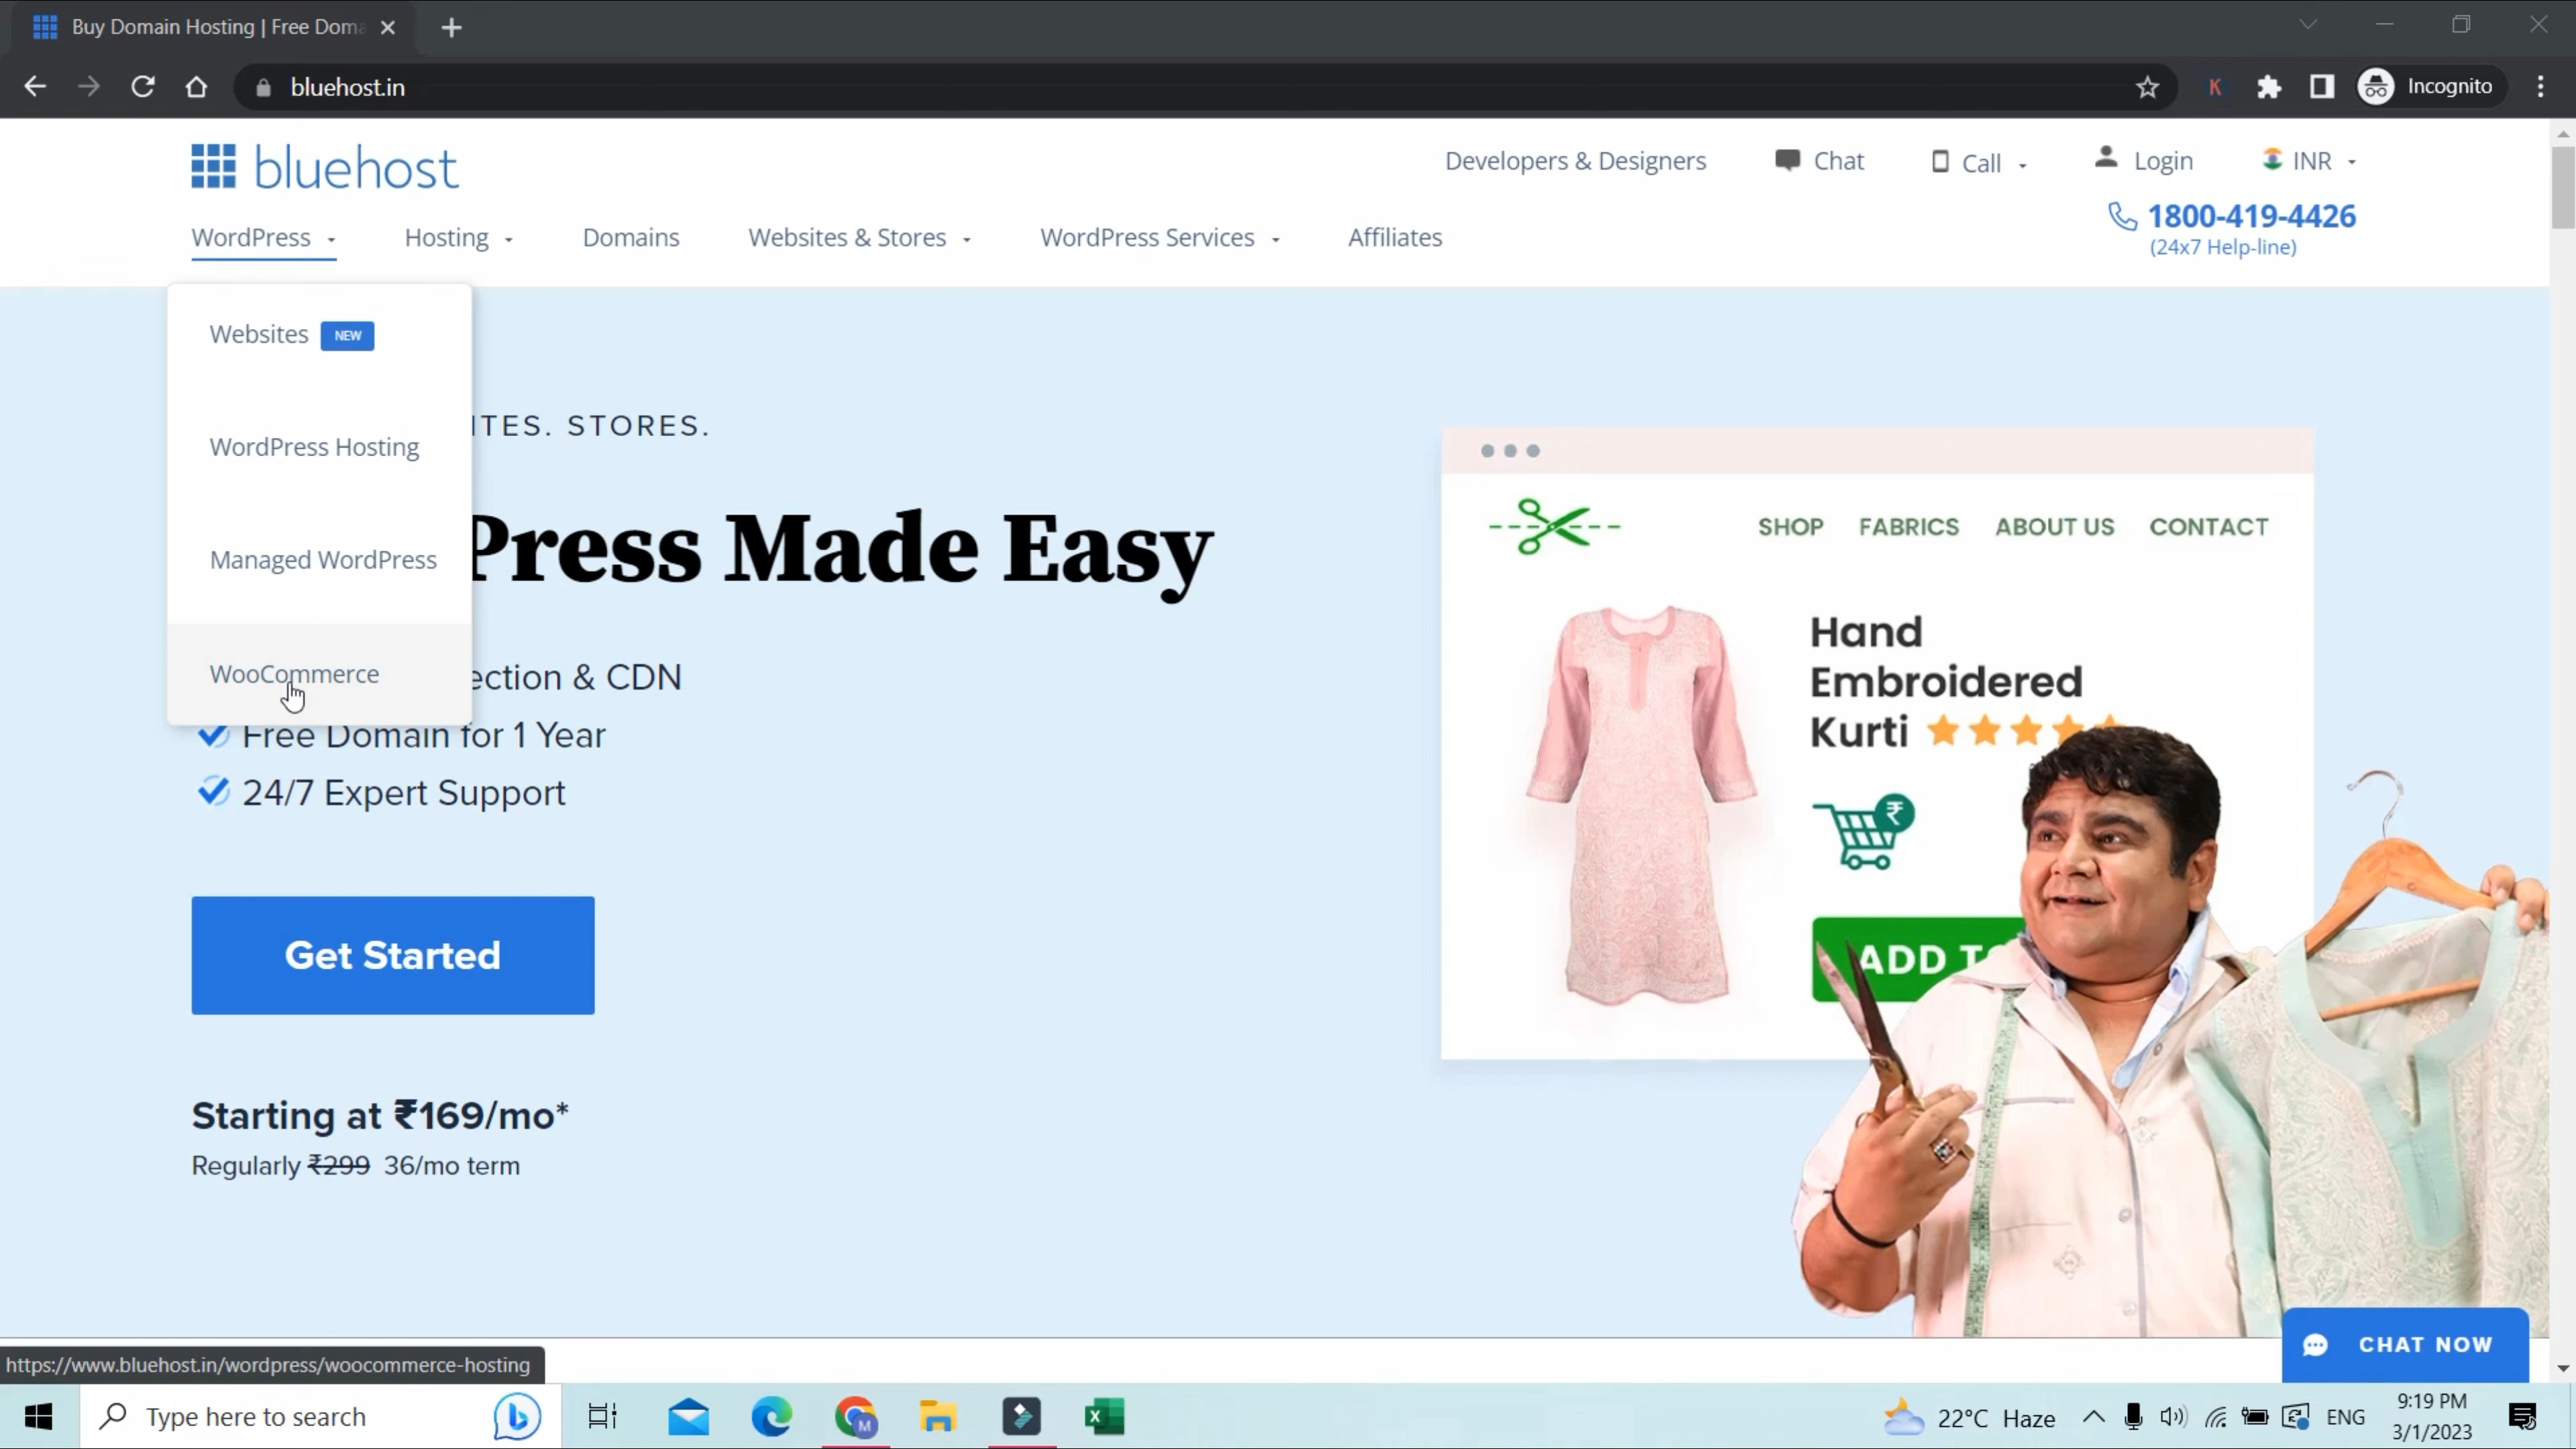 Buy Domain Hosting | Free Doma
bluehost.in
K
Incognito
bluehost
Developers & Designers
Chat
Call
Login
INR
1800-419-4426
(24x7 Help-line)
WordPress
Hosting
Domains
Websites & Stores
WordPress Services
Affiliates
Websites NEW
WordPress Hosting
Managed WordPress
WooCommerce
ITES. STORES.
Press Made Easy
ection & CDN
Free Domain for 1 Year
24/7 Expert Support
Get Started
Starting at ₹169/mo*
Regularly ₹299 36/mo term
SHOP FABRICS ABOUT US CONTACT
Hand
Embroidered
Kurti
₹
ADD TO
CHAT NOW
https://www.bluehost.in/wordpress/woocommerce-hosting
Type here to search
b
M
X
22°C Haze
ENG
9:19 PM
3/1/2023